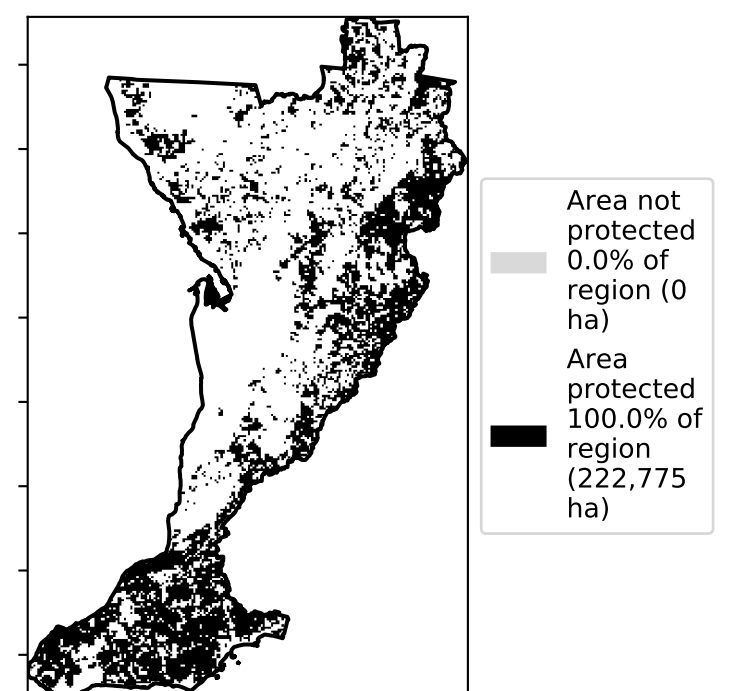 Area not
protected
0.0% of
region (0
ha)
Area
protected
100.0% of
region
(222,775
ha)